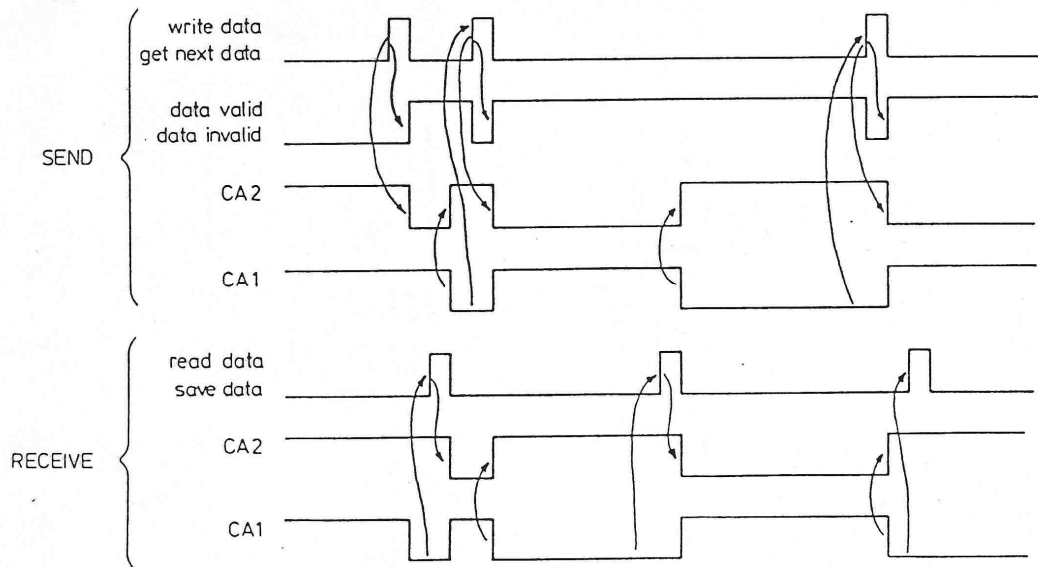 write data
get next data
data valid
data invalid
SEND
CA2
CA1
read data
save data
CA2
RECEIVE
CA1